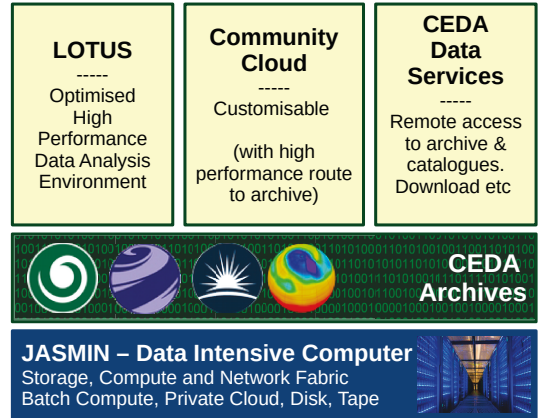 LOTUS
-----
Optimised
High
Performance
Data Analysis
Environment
Community
Cloud
-----
Customisable
(with high
performance route
to archive)
CEDA
Data
Services
-----
Remote access
to archive &
catalogues.
Download etc
CEDA
Archives
JASMIN – Data Intensive Computer
Storage, Compute and Network Fabric
Batch Compute, Private Cloud, Disk, Tape